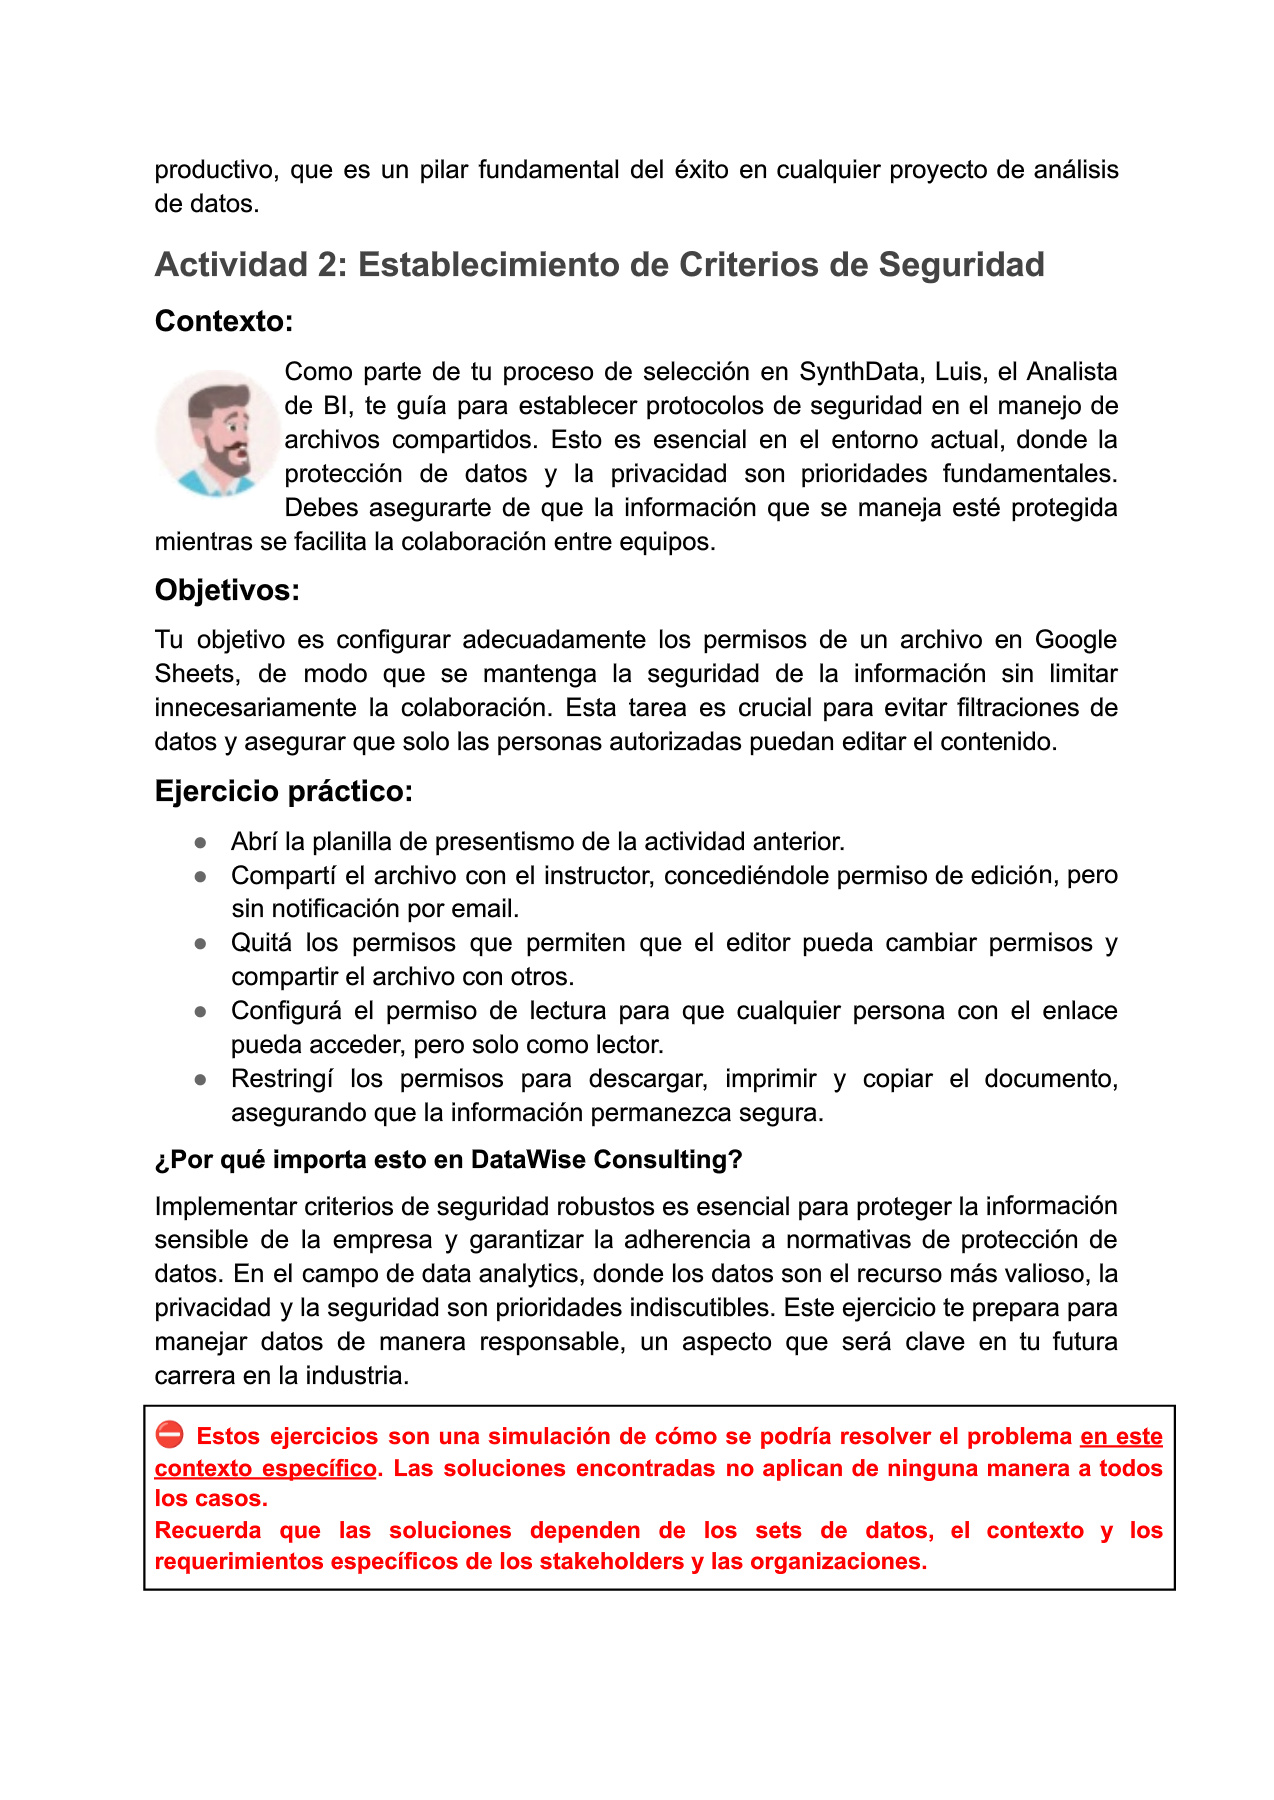 productivo, que es un pilar fundamental del éxito en cualquier proyecto de análisis
de datos.
Actividad 2: Establecimiento de Criterios de Seguridad
Contexto:
Como parte de tu proceso de selección en SynthData, Luis, el Analista
de BI, te guía para establecer protocolos de seguridad en el manejo de
archivos compartidos. Esto es esencial en el entorno actual, donde la
protección de datos y la privacidad son prioridades fundamentales.
Debes asegurarte de que la información que se maneja esté protegida
mientras se facilita la colaboración entre equipos.
Objetivos:
Tu objetivo es configurar adecuadamente los permisos de un archivo en Google
Sheets, de modo que se mantenga la seguridad de la información sin limitar
innecesariamente la colaboración. Esta tarea es crucial para evitar filtraciones de
datos y asegurar que solo las personas autorizadas puedan editar el contenido.
Ejercicio práctico:
● Abrí la planilla de presentismo de la actividad anterior.
● Compartí el archivo con el instructor, concediéndole permiso de edición, pero
sin notificación por email.
● Quitá los permisos que permiten que el editor pueda cambiar permisos y
compartir el archivo con otros.
● Configurá el permiso de lectura para que cualquier persona con el enlace
pueda acceder, pero solo como lector.
● Restringí los permisos para descargar, imprimir y copiar el documento,
asegurando que la información permanezca segura.
¿Por qué importa esto en DataWise Consulting?
Implementar criterios de seguridad robustos es esencial para proteger la información
sensible de la empresa y garantizar la adherencia a normativas de protección de
datos. En el campo de data analytics, donde los datos son el recurso más valioso, la
privacidad y la seguridad son prioridades indiscutibles. Este ejercicio te prepara para
manejar datos de manera responsable, un aspecto que será clave en tu futura
carrera en la industria.
⛔ Estos ejercicios son una simulación de cómo se podría resolver el problema en este
contexto específico. Las soluciones encontradas no aplican de ninguna manera a todos
los casos.
Recuerda que las soluciones dependen de los sets de datos, el contexto y los
requerimientos específicos de los stakeholders y las organizaciones.